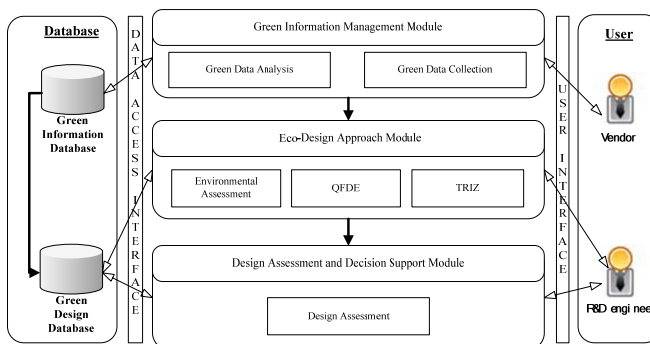 Database
Green
Information
Database
Green
Design
Database
DATA ACCESS INTERFACE
Green Information Management Module
Green Data Analysis
Green Data Collection
Eco-Design Approach Module
Environmental
Assessment
QFDE
TRIZ
Design Assessment and Decision Support Module
Design Assessment
USER INTERFACE
User
Vendor
R&D enginee